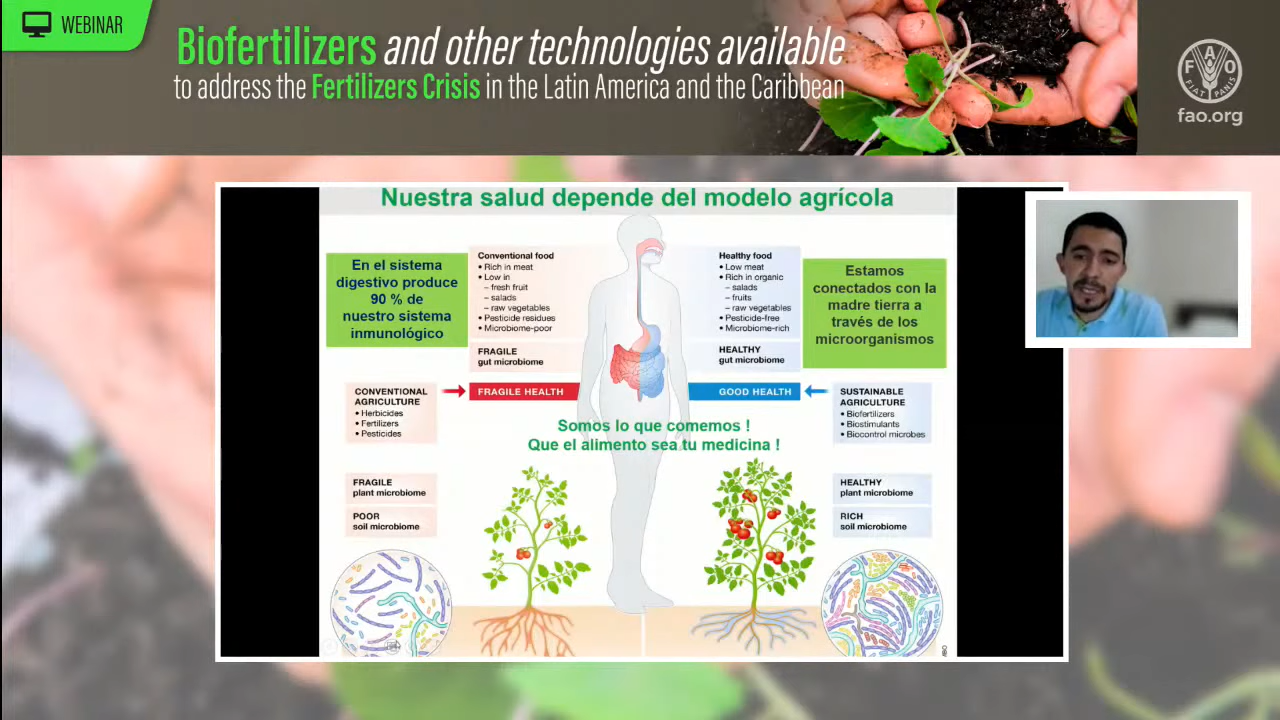 WEBINAR
Biofertilizers and other technologies available
to address the Fertilizers Crisis in the Latin America and the Caribbean
F A O
FIAT PANIS
fao.org
Nuestra salud depende del modelo agrícola
En el sistema
digestivo produce
90 % de
nuestro sistema
inmunológico
Conventional food
• Rich in meat
• Low in
– fresh fruit
– salads
– raw vegetables
• Pesticide residues
• Microbiome-poor
FRAGILE
gut microbiome
Healthy food
• Low meat
• Rich in organic
– salads
– fruits
– raw vegetables
• Pesticide-free
• Microbiome-rich
HEALTHY
gut microbiome
Estamos
conectados con la
madre tierra a
través de los
microorganismos
CONVENTIONAL
AGRICULTURE
• Herbicides
• Fertilizers
• Pesticides
FRAGILE HEALTH
GOOD HEALTH
SUSTAINABLE
AGRICULTURE
• Biofertilizers
• Biostimulants
• Biocontrol microbes
Somos lo que comemos !
Que el alimento sea tu medicina !
FRAGILE
plant microbiome
POOR
soil microbiome
HEALTHY
plant microbiome
RICH
soil microbiome